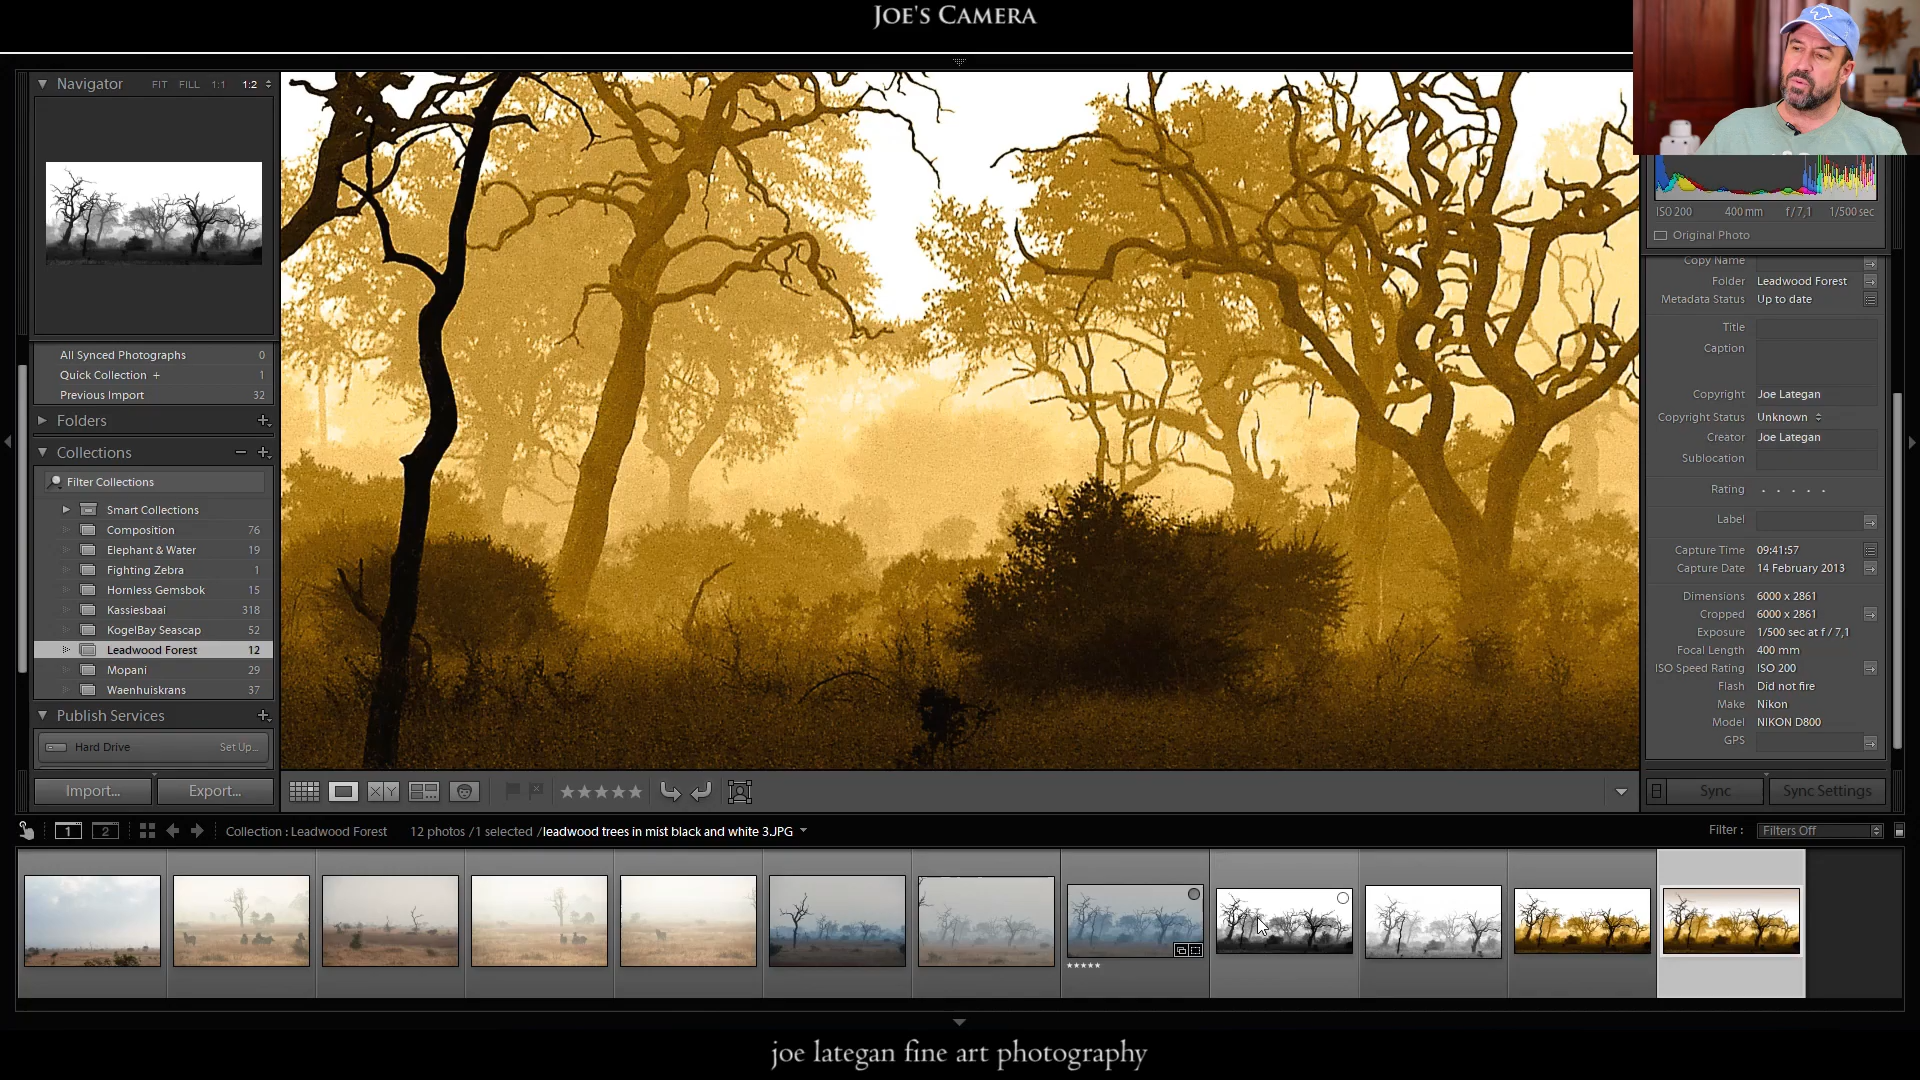 Joe's Camera
Navigator FIT FILL 1:1 1:2
All Synced Photographs 0
Quick Collection + 1
Previous Import 32
Folders
Collections
Filter Collections
Smart Collections
Composition 76
Elephant & Water 19
Fighting Zebra 1
Hornless Gemsbok 15
Kassiesbaai 318
KogelBay Seascap 52
Leadwood Forest 12
Mopani 29
Waenhuiskrans 37
Publish Services
Hard Drive Set Up...
Import... Export...
ISO 200 400 mm f / 7,1 1/500 sec
Original Photo
Copy Name
Folder Leadwood Forest
Metadata Status Up to date
Title
Caption
Copyright Joe Lategan
Copyright Status Unknown
Creator Joe Lategan
Sublocation
Rating
Label
Capture Time 09:41:57
Capture Date 14 February 2013
Dimensions 6000 x 2861
Cropped 6000 x 2861
Exposure 1/500 sec at f / 7,1
Focal Length 400 mm
ISO Speed Rating ISO 200
Flash Did not fire
Make Nikon
Model NIKON D800
GPS
Sync Sync Settings
X Y
1 2 Collection : Leadwood Forest 12 photos / 1 selected / leadwood trees in mist black and white 3.JPG Filter : Filters Off
joe lategan fine art photography